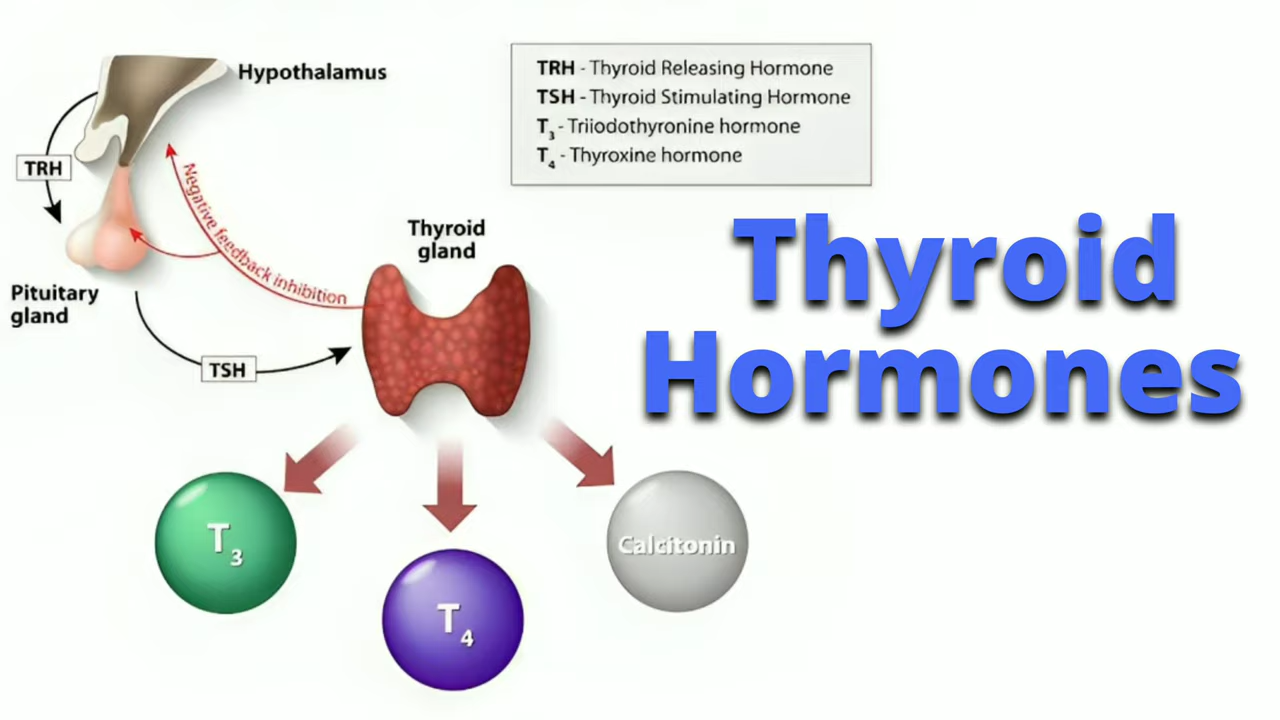 Hypothalamus
TRH - Thyroid Releasing Hormone
TSH - Thyroid Stimulating Hormone
T3 - Triiodothyronine hormone
T4 - Thyroxine hormone
TRH
Negative feedback inhibition
Thyroid
gland
Pituitary
gland
TSH
Thyroid
Hormones
T3
T4
Calcitonin